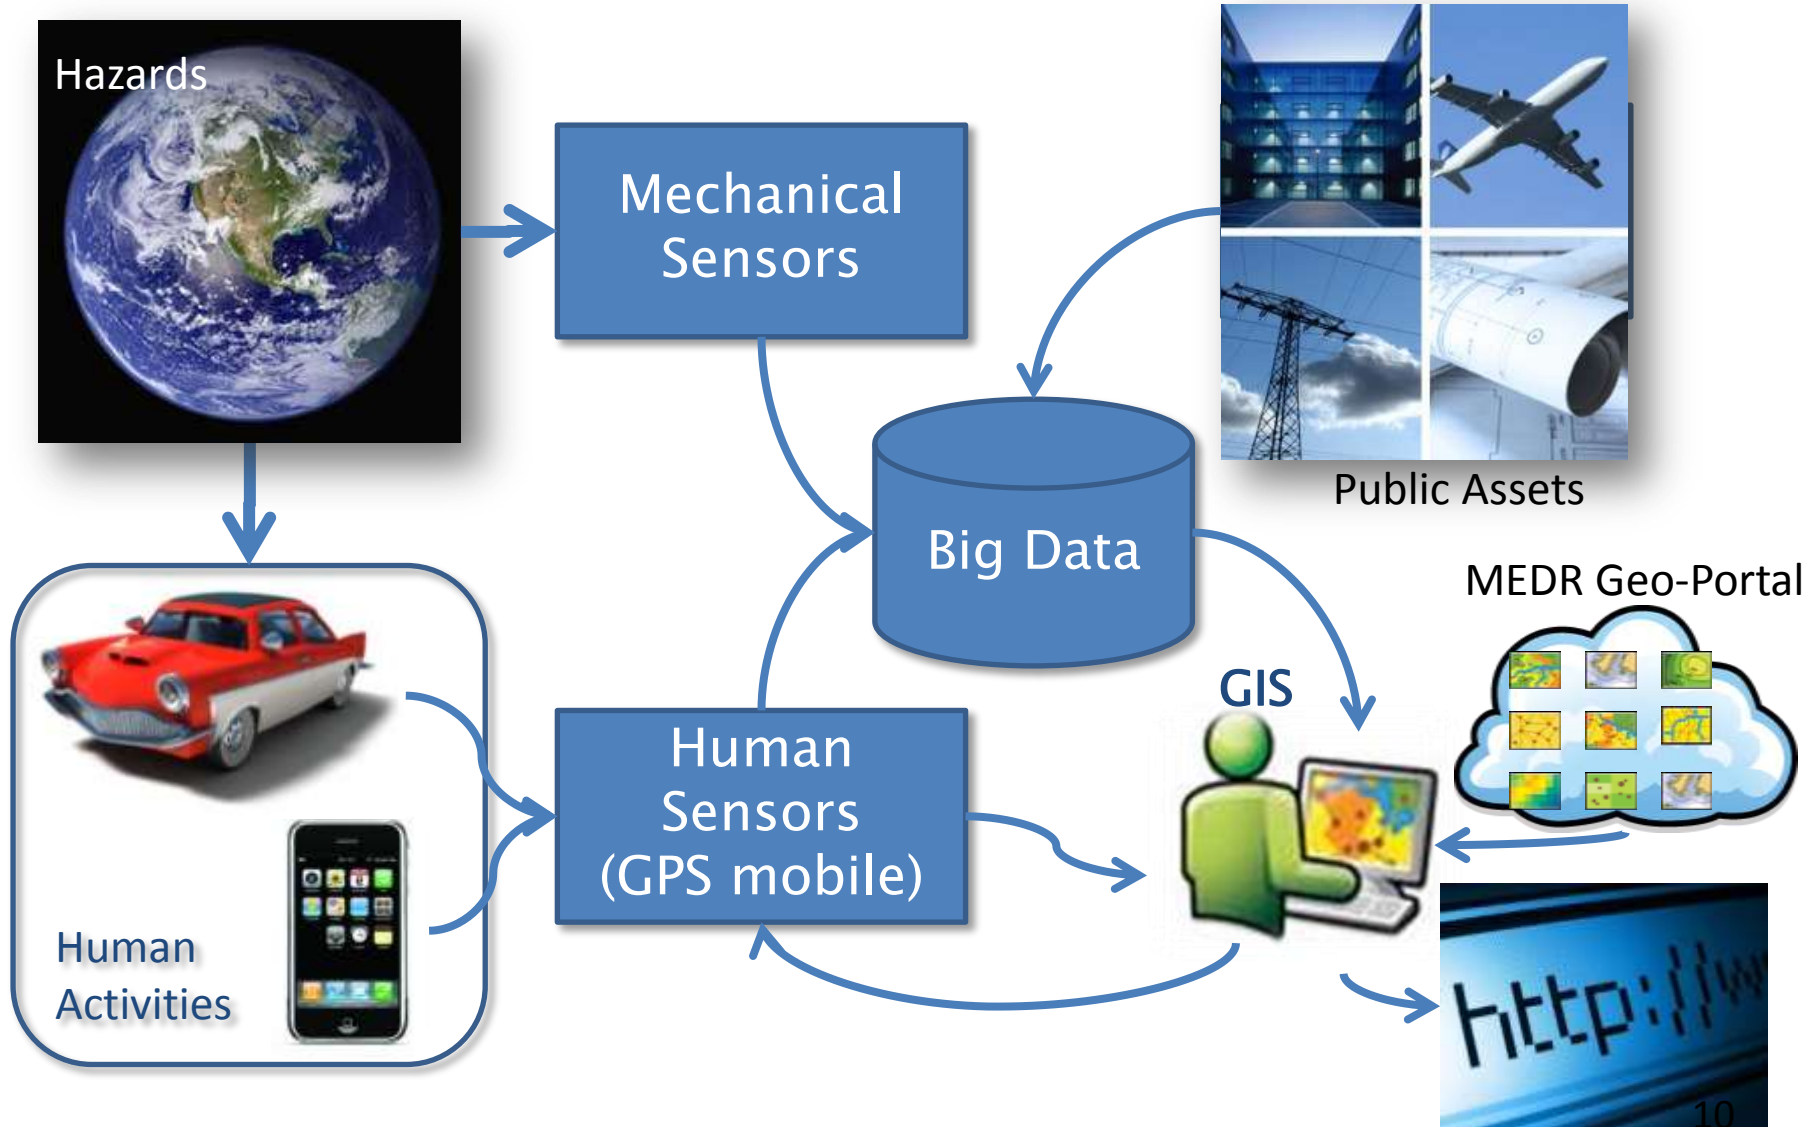 Hazards
Mechanical
Sensors
Public Assets
Big Data
MEDR Geo-Portal
GIS
Human
Sensors
(GPS mobile)
Human
Activities
http://w
10